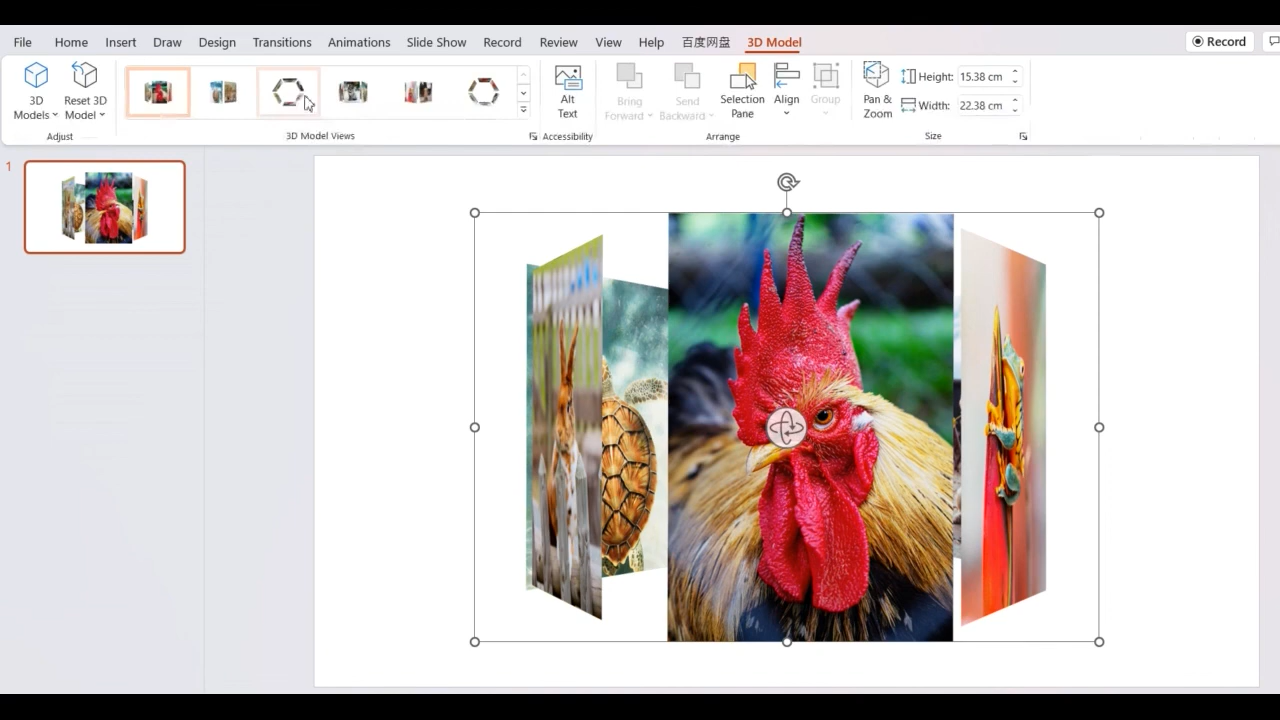 File Home Insert Draw Design Transitions Animations Slide Show Record Review View Help 百度网盘 3D Model Record
3D Models
Reset 3D Model
Alt Text
Bring Forward
Send Backward
Selection Pane
Align
Group
Pan & Zoom
Height: 15.38 cm
Width: 22.38 cm
Adjust 3D Model Views Accessibility Arrange Size
1